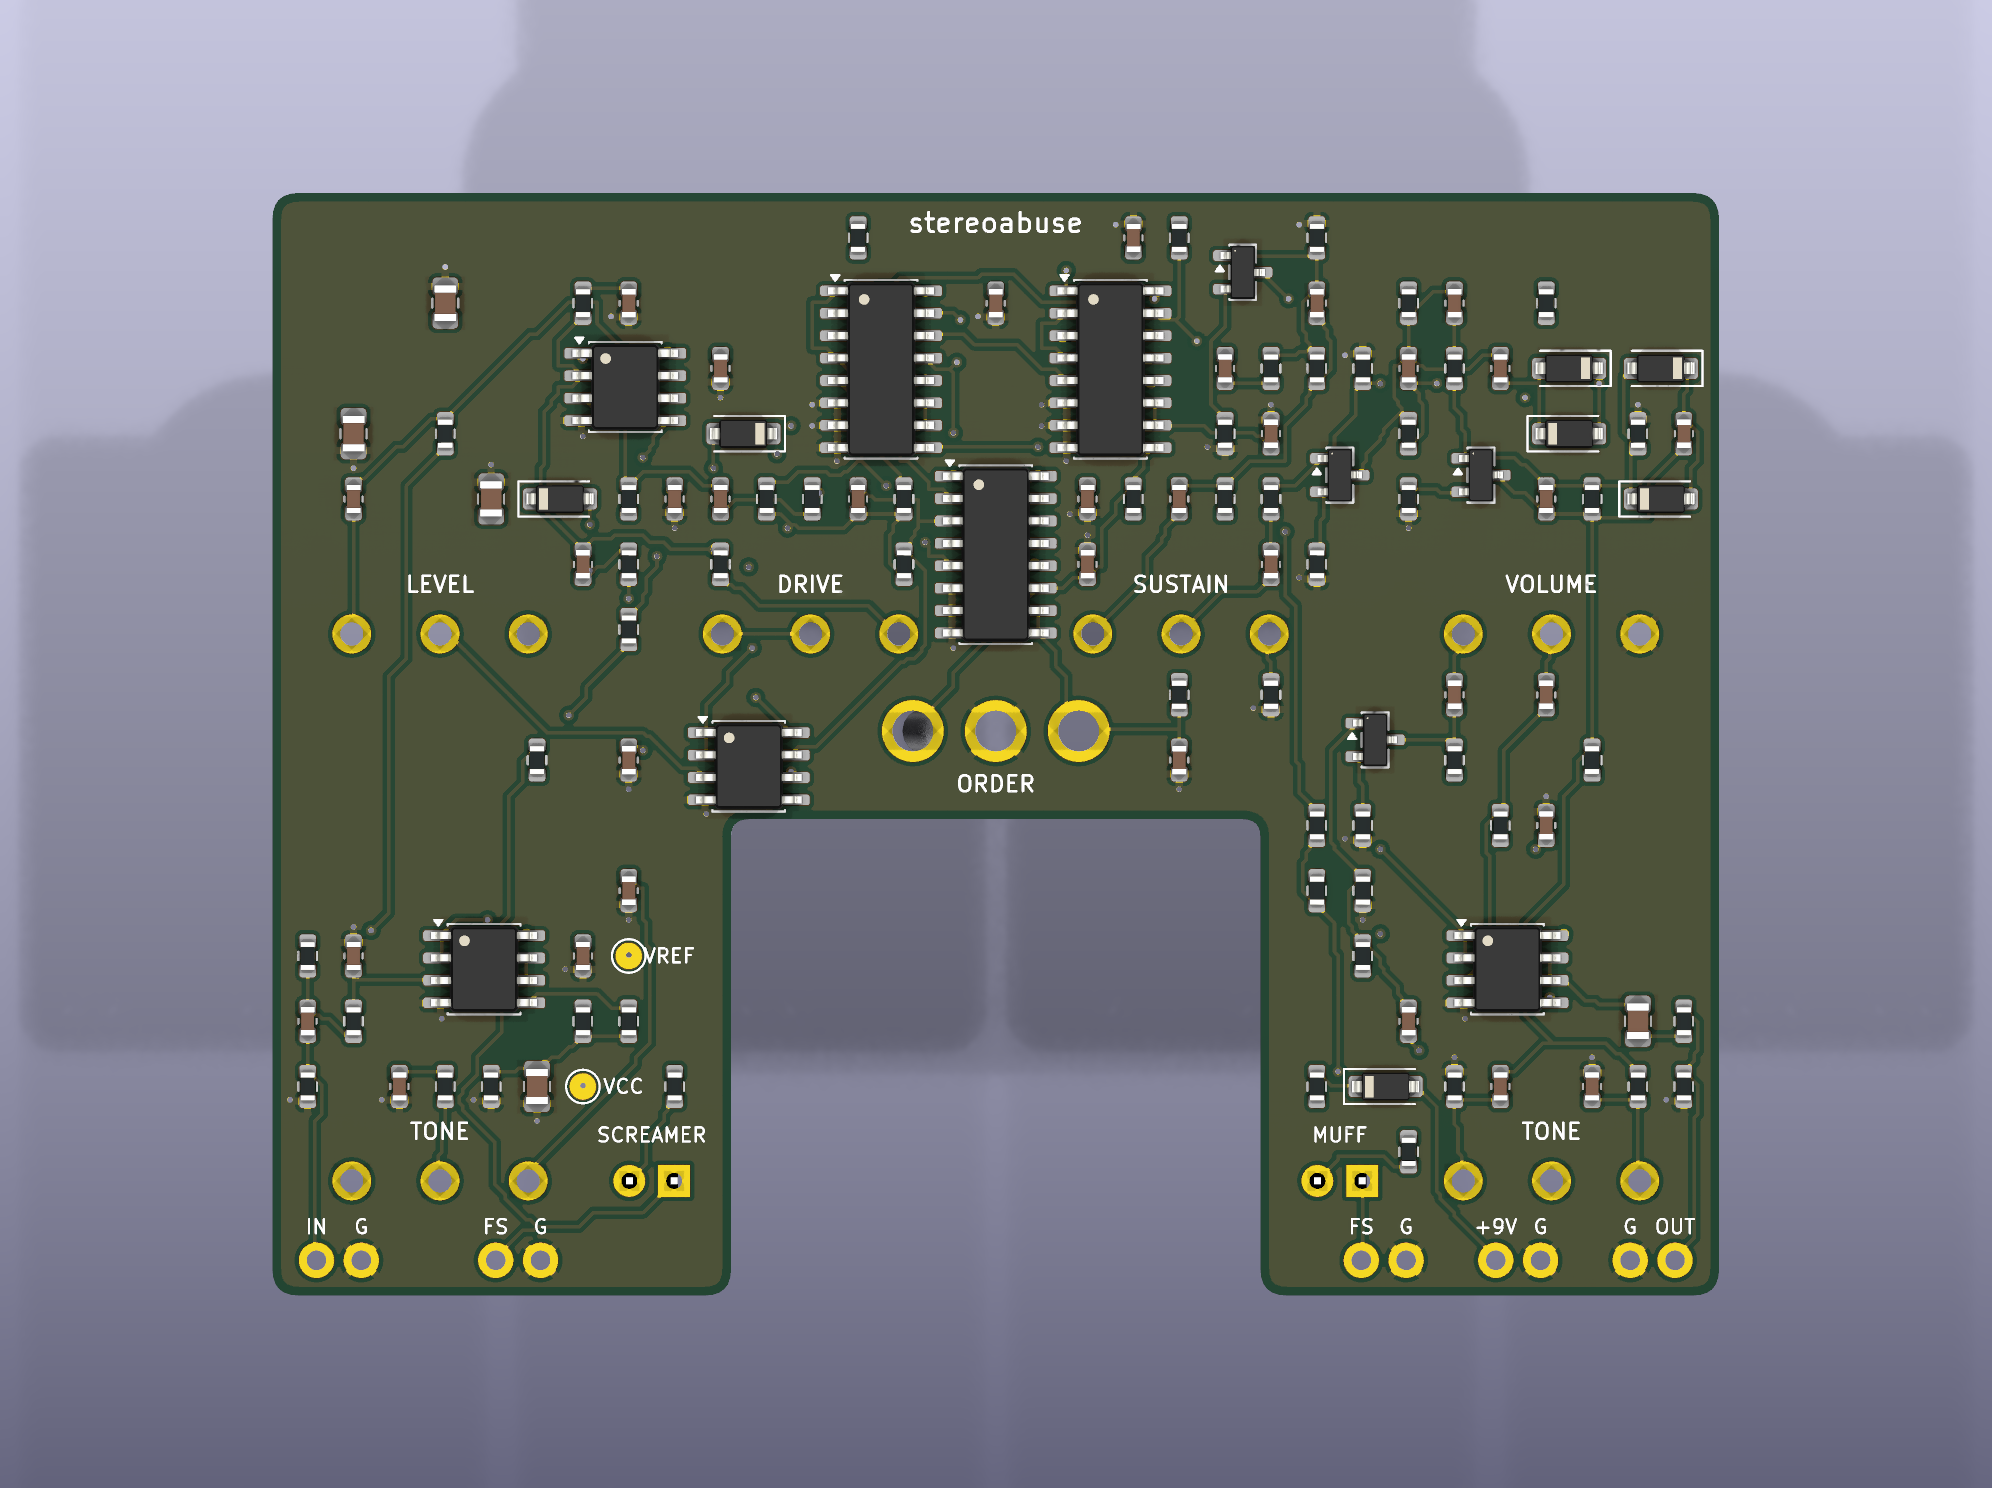 stereoabuse
LEVEL
DRIVE
SUSTAIN
VOLUME
ORDER
VREF
VCC
TONE
SCREAMER
MUFF
TONE
IN G
FS G
FS G
+9V G
G OUT